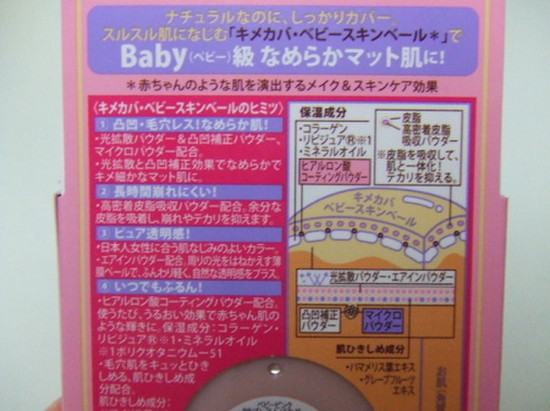 ナチュラルなのに、しっかりカバー。
スルスル肌になじむ「キメカバ・ベビースキンベール＊」で
Baby〈ベビー〉級 なめらかマット肌に!
＊赤ちゃんのような肌を演出するメイク＆スキンケア効果
〈キメカバ・ベビースキンベールのヒミツ〉
1 凸凹・毛穴レス!なめらか肌!
・光拡散パウダー＆凸凹補正パウダー、
マイクロパウダー配合。
・光拡散と凸凹補正効果でなめらかで
キメ細かなマット肌に。
2 長時間崩れにくい!
・高密着皮脂吸収パウダー配合。余分な
皮脂を吸着し、崩れやテカリを抑えます。
3 ピュア透明感!
・日本人女性に合う肌なじみのよいカラー。
・エアインパウダー配合。周りの光をはねかえす薄
膜ベールで、ふんわり軽く、自然な透明感をプラス。
4 いつでもふるん!
・ヒアルロン酸コーティングパウダー配合。
使うたび、うるおい効果で赤ちゃん肌
のような輝きに。保湿成分：コラーゲン・
リピジュア®※1・ミネラルオイル
※1ポリクオタニウムー51
・毛穴肌をキュッとひき
しめる、肌ひきしめ成
分配合。
肌ひきしめ成分：
保湿成分
・コラーゲン
・リピジュア®※1
・ミネラルオイル
ヒアルロン酸
コーティングパウダー
皮脂
高密着皮脂
吸収パウダー
※皮脂を吸収して、
肌と一体化!
テカリを抑える。
キメカバ
ベビースキンベール
光拡散パウダー・エアインパウダー
凸凹補正
パウダー
マイクロ
パウダー
肌ひきしめ成分
・ハマメリス葉エキス
・グレープフルーツ
エキス